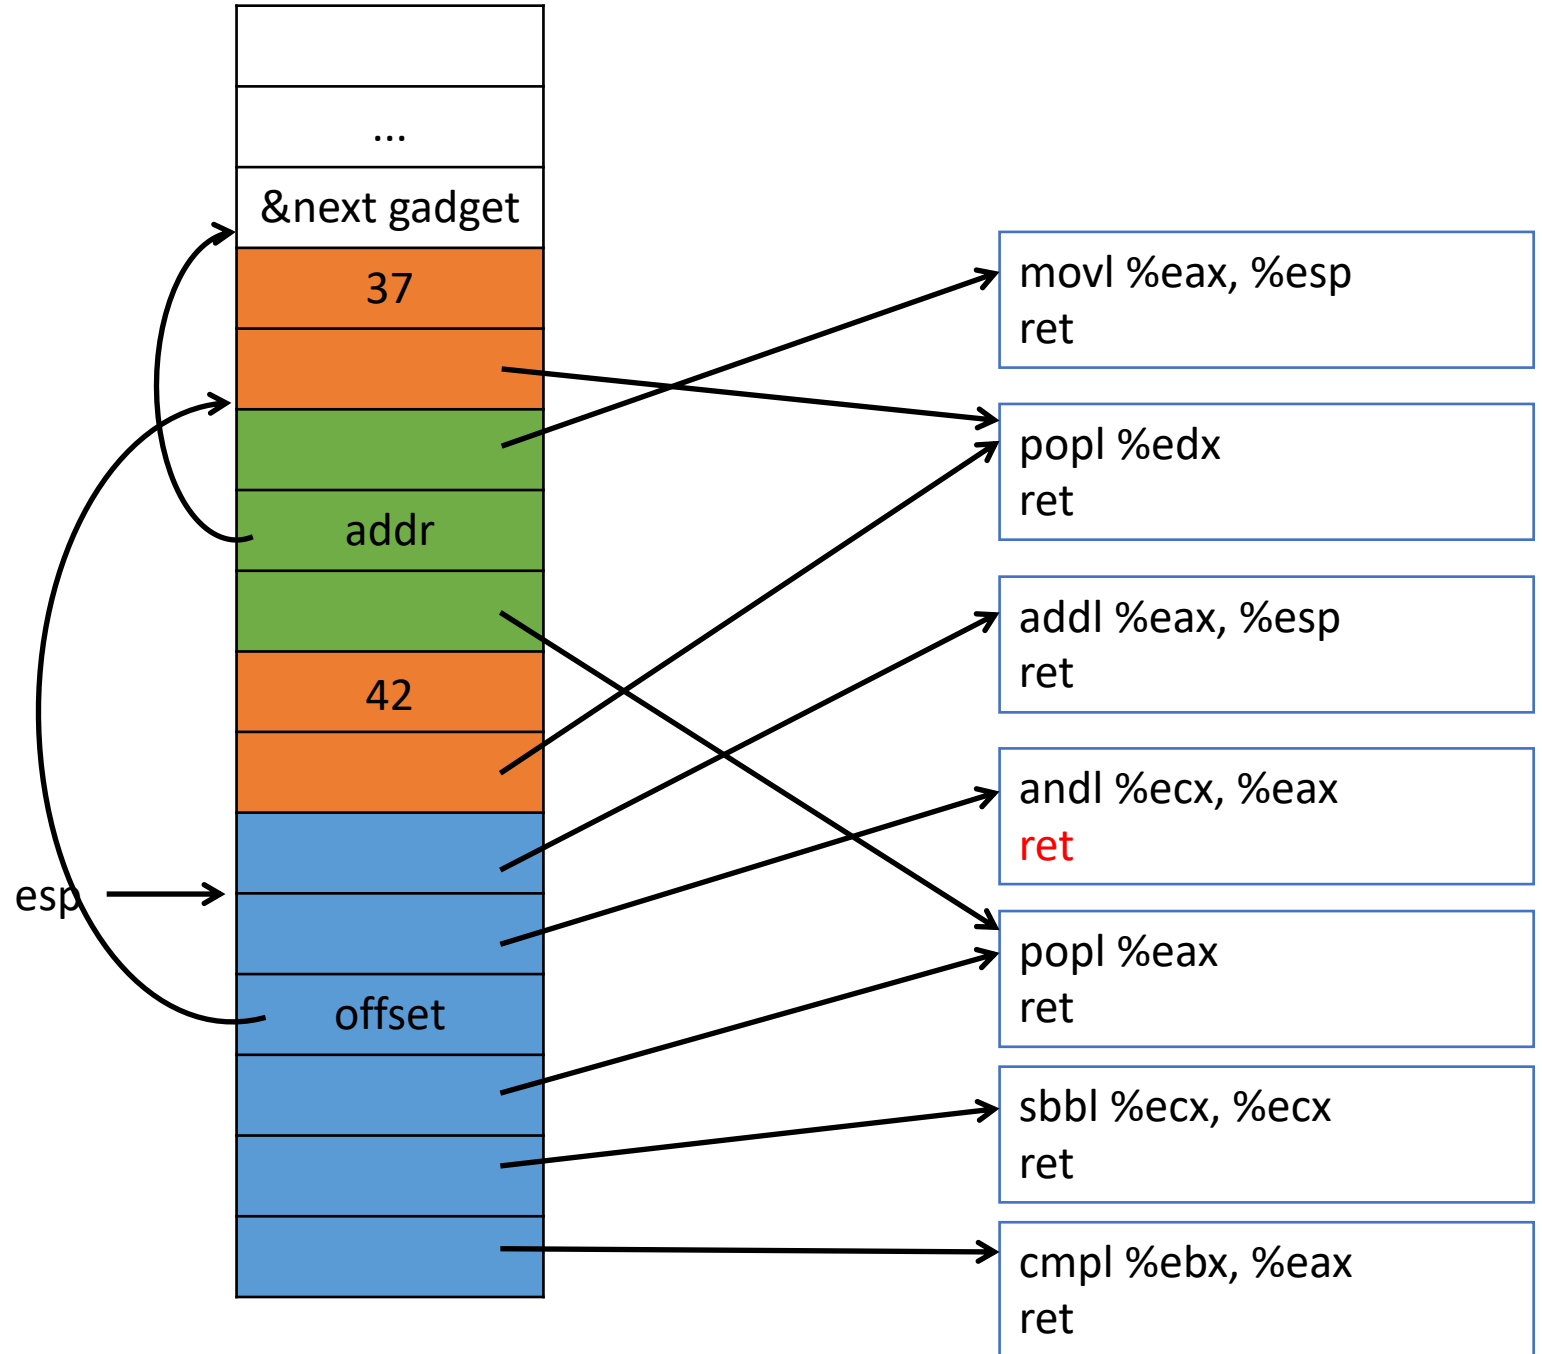 ...
&next gadget
37
addr
42
esp
offset
movl %eax, %esp
ret
popl %edx
ret
addl %eax, %esp
ret
andl %ecx, %eax
ret
popl %eax
ret
sbbl %ecx, %ecx
ret
cmpl %ebx, %eax
ret